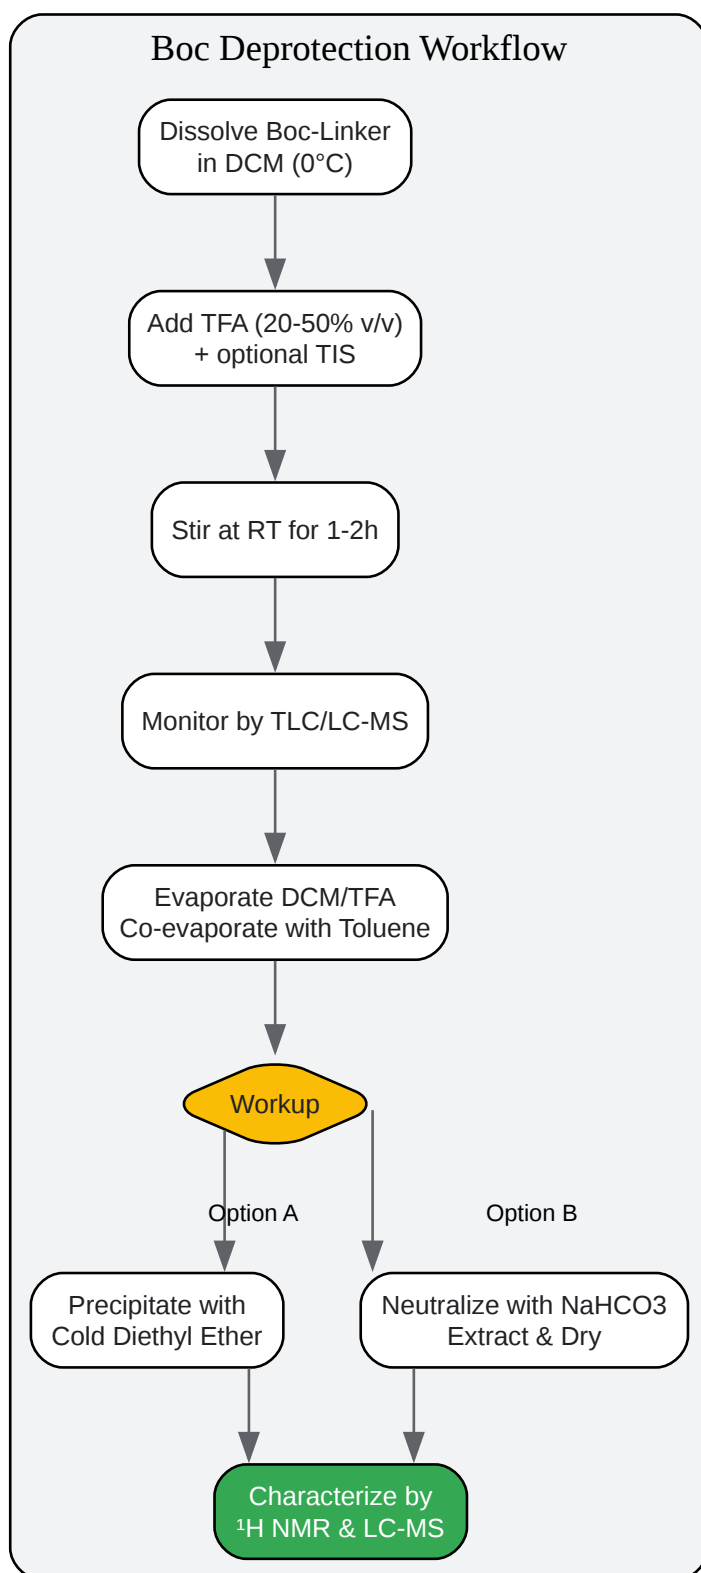 Boc Deprotection Workflow
Dissolve Boc-Linker
in DCM (0°C)
Add TFA (20-50% v/v)
+ optional TIS
Stir at RT for 1-2h
Monitor by TLC/LC-MS
Evaporate DCM/TFA
Co-evaporate with Toluene
Workup
Option A
Option B
Precipitate with
Cold Diethyl Ether
Neutralize with NaHCO3
Extract & Dry
Characterize by
¹H NMR & LC-MS